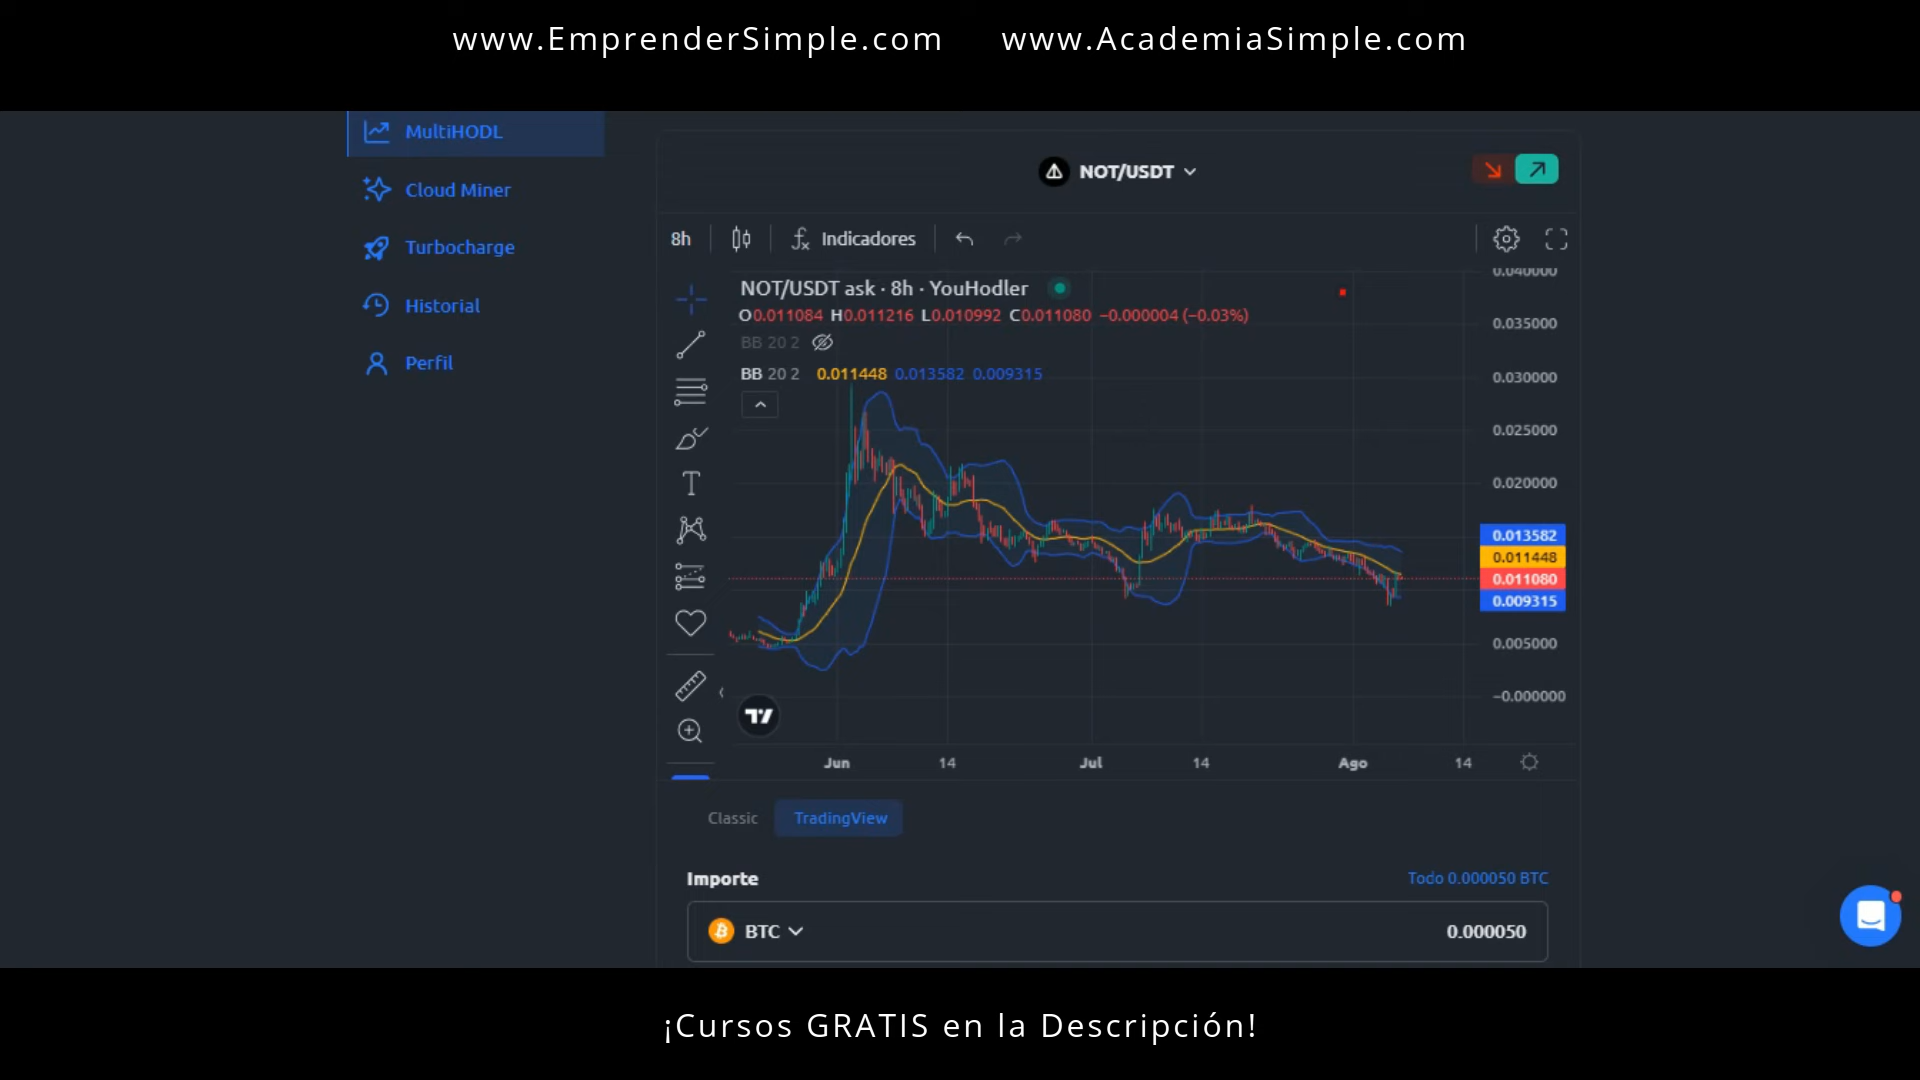 www.EmprenderSimple.com www.AcademiaSimple.com
MultiHODL
Cloud Miner
Turbocharge
Historial
Perfil
NOT/USDT
8h Indicadores
NOT/USDT ask · 8h · YouHodler
O0.011084 H0.011216 L0.010992 C0.011080 −0.000004 (−0.03%)
BB 20 2
BB 20 2 0.011448 0.013582 0.009315
0.040000
0.035000
0.030000
0.025000
0.020000
0.013582
0.011448
0.011080
0.009315
0.005000
−0.000000
Jun 14 Jul 14 Ago 14
Classic TradingView
Importe Todo 0.000050 BTC
BTC 0.000050
¡Cursos GRATIS en la Descripción!